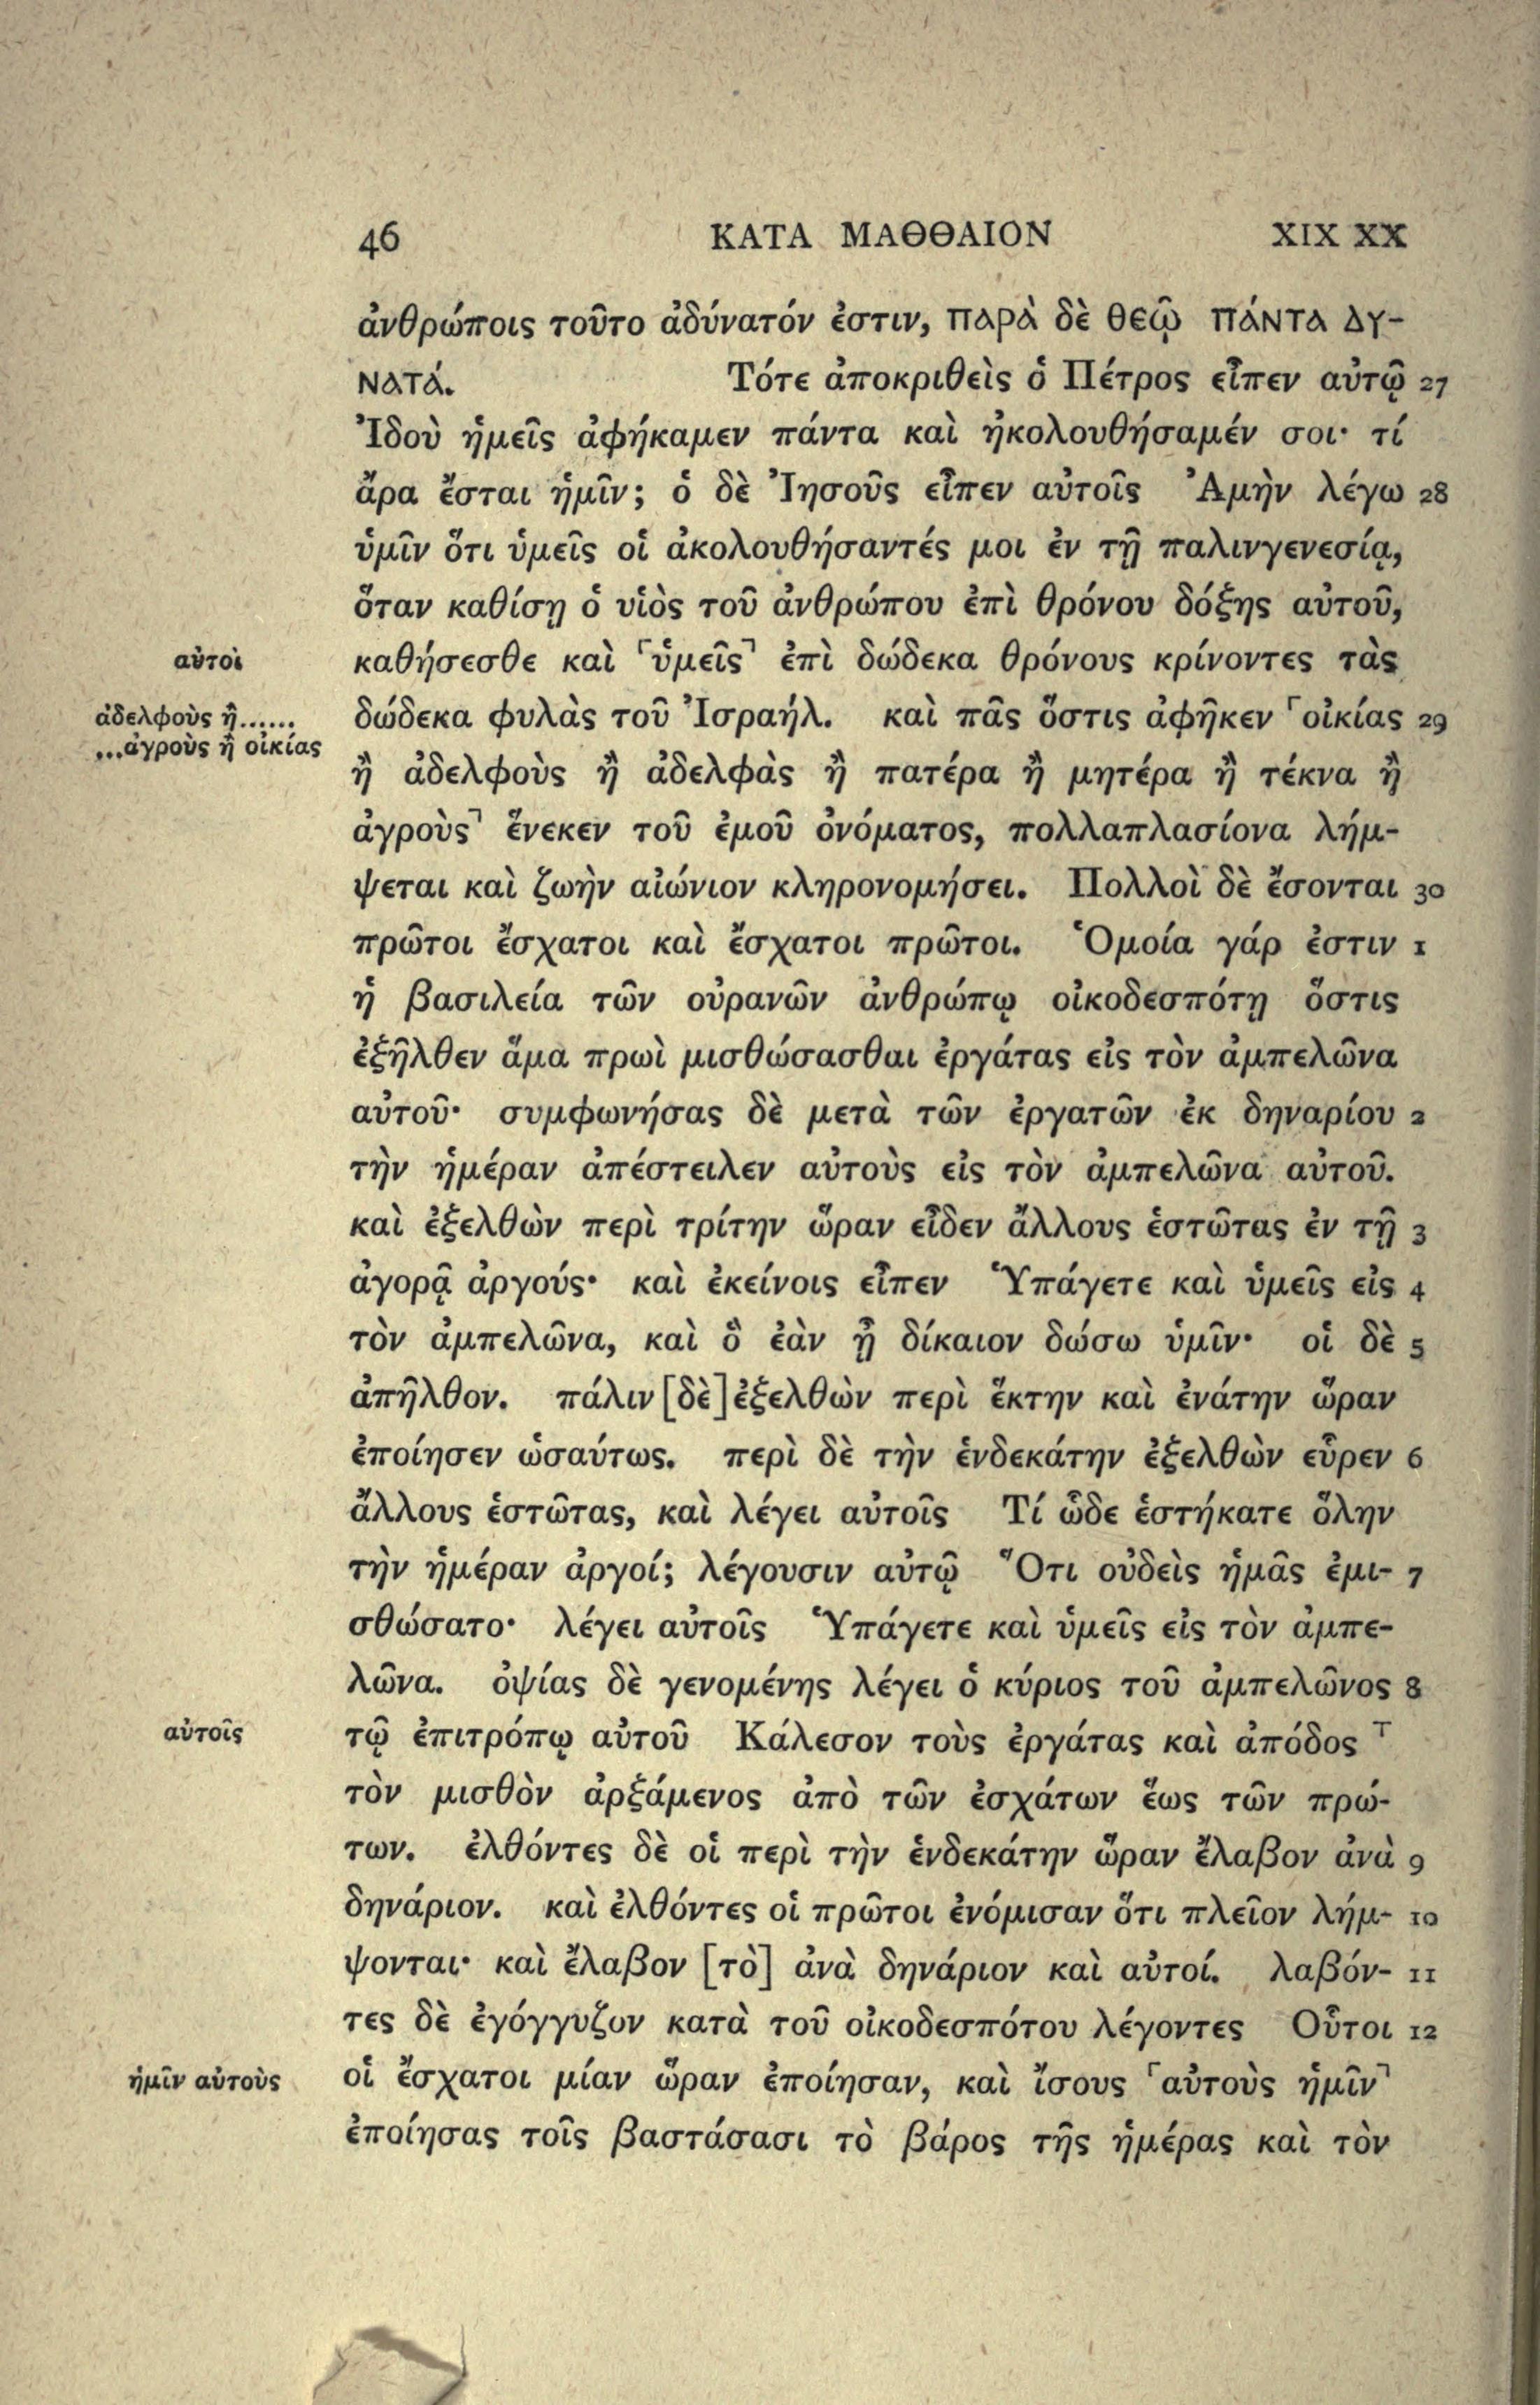 46 ΚΑΤΑ ΜΑΘΘΑΙΟΝ XIX XX
ἀνθρώποις τοῦτο ἀδύνατόν ἐστιν, παρὰ δὲ θεῷ πάντα δυ-
νατά. Τότε ἀποκριθεὶς ὁ Πέτρος εἶπεν αὐτῷ 27
Ἰδοὺ ἡμεῖς ἀφήκαμεν πάντα καὶ ἠκολουθήσαμέν σοι· τί
ἄρα ἔσται ἡμῖν; ὁ δὲ Ἰησοῦς εἶπεν αὐτοῖς Ἀμὴν λέγω 28
ὑμῖν ὅτι ὑμεῖς οἱ ἀκολουθήσαντές μοι ἐν τῇ παλινγενεσίᾳ,
ὅταν καθίσῃ ὁ υἱὸς τοῦ ἀνθρώπου ἐπὶ θρόνου δόξης αὐτοῦ,
αὐτοὶ καθήσεσθε καὶ ⸀ὑμεῖς⸃ ἐπὶ δώδεκα θρόνους κρίνοντες τὰς
ἀδελφοὺς ἢ...... δώδεκα φυλὰς τοῦ Ἰσραήλ. καὶ πᾶς ὅστις ἀφῆκεν ⸀οἰκίας 29
...ἀγροὺς ἢ οἰκίας
ἢ ἀδελφοὺς ἢ ἀδελφὰς ἢ πατέρα ἢ μητέρα ἢ τέκνα ἢ
ἀγροὺς⸃ ἕνεκεν τοῦ ἐμοῦ ὀνόματος, πολλαπλασίονα λήμ-
ψεται καὶ ζωὴν αἰώνιον κληρονομήσει. Πολλοὶ δὲ ἔσονται 30
πρῶτοι ἔσχατοι καὶ ἔσχατοι πρῶτοι. Ὁμοία γάρ ἐστιν 1
ἡ βασιλεία τῶν οὐρανῶν ἀνθρώπῳ οἰκοδεσπότῃ ὅστις
ἐξῆλθεν ἅμα πρωὶ μισθώσασθαι ἐργάτας εἰς τὸν ἀμπελῶνα
αὐτοῦ· συμφωνήσας δὲ μετὰ τῶν ἐργατῶν ἐκ δηναρίου 2
τὴν ἡμέραν ἀπέστειλεν αὐτοὺς εἰς τὸν ἀμπελῶνα αὐτοῦ.
καὶ ἐξελθὼν περὶ τρίτην ὥραν εἶδεν ἄλλους ἑστῶτας ἐν τῇ 3
ἀγορᾷ ἀργούς· καὶ ἐκείνοις εἶπεν Ὑπάγετε καὶ ὑμεῖς εἰς 4
τὸν ἀμπελῶνα, καὶ ὃ ἐὰν ᾖ δίκαιον δώσω ὑμῖν· οἱ δὲ 5
ἀπῆλθον. πάλιν [δὲ] ἐξελθὼν περὶ ἕκτην καὶ ἐνάτην ὥραν
ἐποίησεν ὡσαύτως. περὶ δὲ τὴν ἑνδεκάτην ἐξελθὼν εὗρεν 6
ἄλλους ἑστῶτας, καὶ λέγει αὐτοῖς Τί ὧδε ἑστήκατε ὅλην
τὴν ἡμέραν ἀργοί; λέγουσιν αὐτῷ Ὅτι οὐδεὶς ἡμᾶς ἐμι- 7
σθώσατο· λέγει αὐτοῖς Ὑπάγετε καὶ ὑμεῖς εἰς τὸν ἀμπε-
λῶνα. ὀψίας δὲ γενομένης λέγει ὁ κύριος τοῦ ἀμπελῶνος 8
αὐτοῖς τῷ ἐπιτρόπῳ αὐτοῦ Κάλεσον τοὺς ἐργάτας καὶ ἀπόδος ⸆
τὸν μισθὸν ἀρξάμενος ἀπὸ τῶν ἐσχάτων ἕως τῶν πρώ-
των. ἐλθόντες δὲ οἱ περὶ τὴν ἑνδεκάτην ὥραν ἔλαβον ἀνὰ 9
δηνάριον. καὶ ἐλθόντες οἱ πρῶτοι ἐνόμισαν ὅτι πλεῖον λήμ- 10
ψονται· καὶ ἔλαβον [τὸ] ἀνὰ δηνάριον καὶ αὐτοί. λαβόν- 11
τες δὲ ἐγόγγυζον κατὰ τοῦ οἰκοδεσπότου λέγοντες Οὗτοι 12
ἡμῖν αὐτοὺς οἱ ἔσχατοι μίαν ὥραν ἐποίησαν, καὶ ἴσους ⸀αὐτοὺς ἡμῖν⸃
ἐποίησας τοῖς βαστάσασι τὸ βάρος τῆς ἡμέρας καὶ τὸν